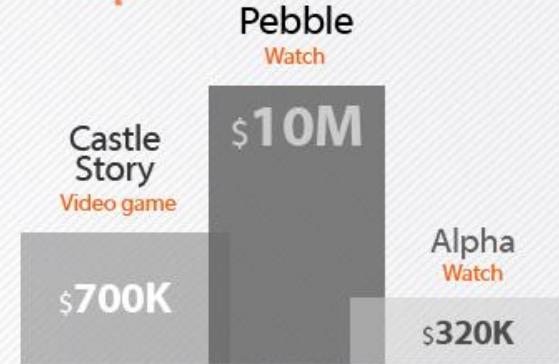 Pebble
Watch
$10M
Castle
Story
Video game
$700K
Alpha
Watch
$320K